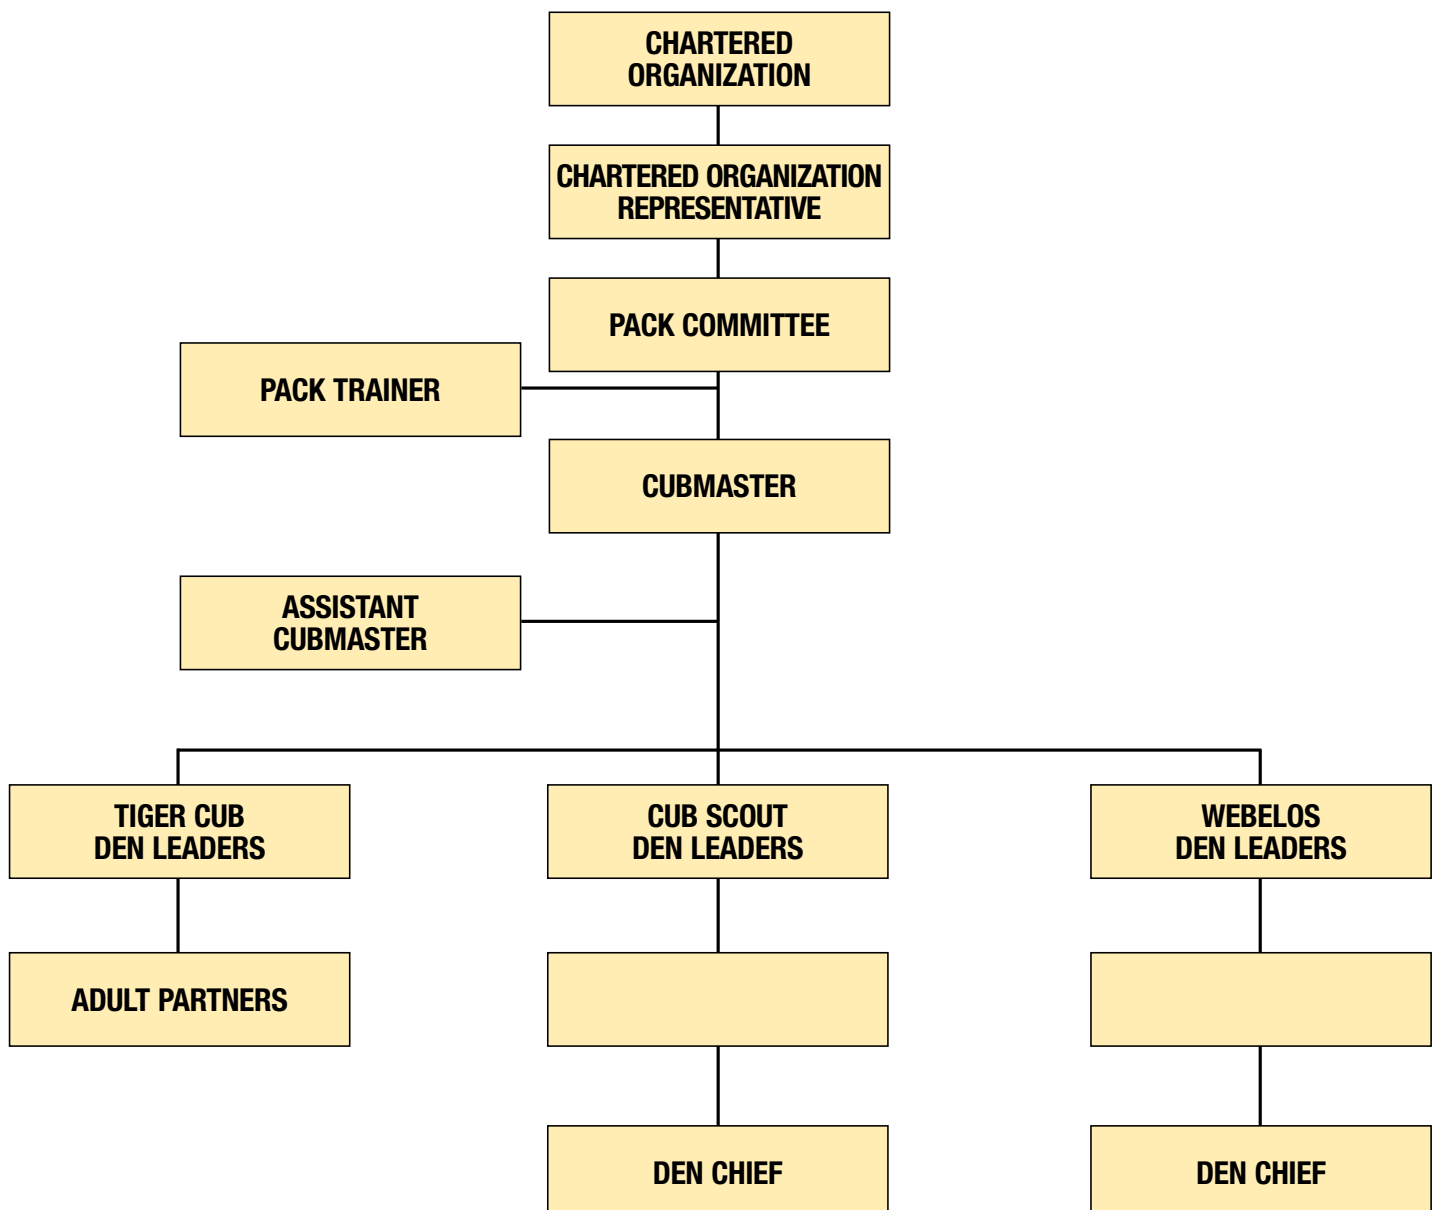 CHARTERED
ORGANIZATION
CHARTERED ORGANIZATION
REPRESENTATIVE
PACK COMMITTEE
PACK TRAINER
CUBMASTER
ASSISTANT
CUBMASTER
TIGER CUB
DEN LEADERS
CUB SCOUT
DEN LEADERS
WEBELOS
DEN LEADERS
ADULT PARTNERS
DEN CHIEF
DEN CHIEF